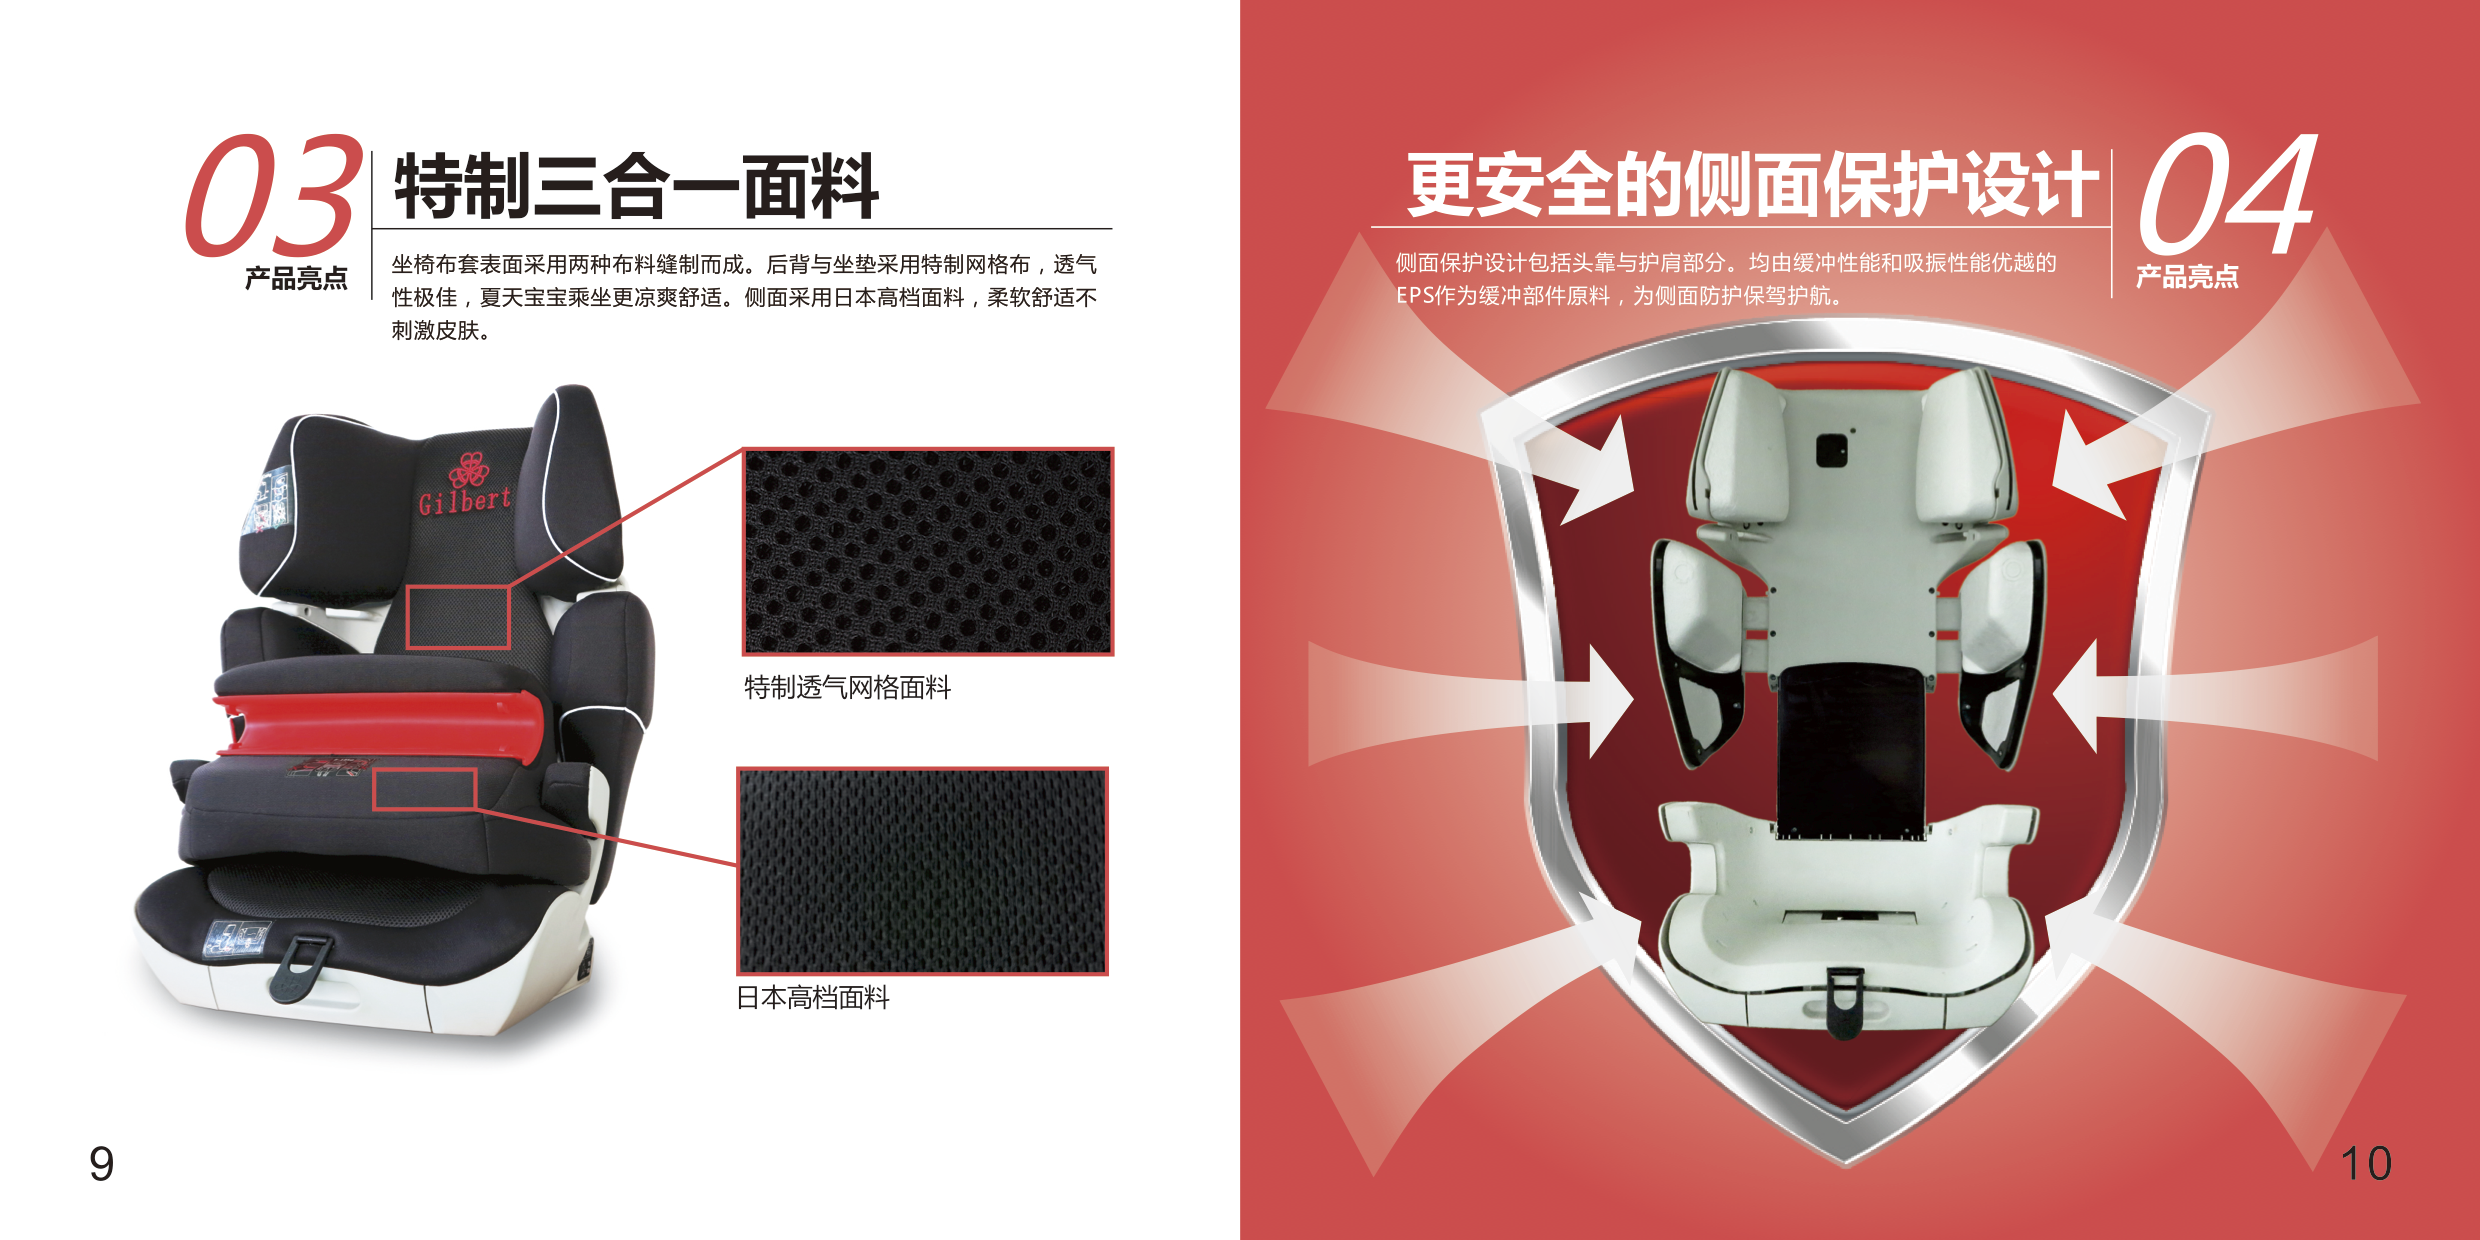 03
产品亮点
特制三合一面料
坐椅布套表面采用两种布料缝制而成。后背与坐垫采用特制网格布，透气
性极佳，夏天宝宝乘坐更凉爽舒适。侧面采用日本高档面料，柔软舒适不
刺激皮肤。
Gilbert
特制透气网格面料
日本高档面料
9
更安全的侧面保护设计
04
产品亮点
侧面保护设计包括头靠与护肩部分。均由缓冲性能和吸振性能优越的
EPS作为缓冲部件原料，为侧面防护保驾护航。
10